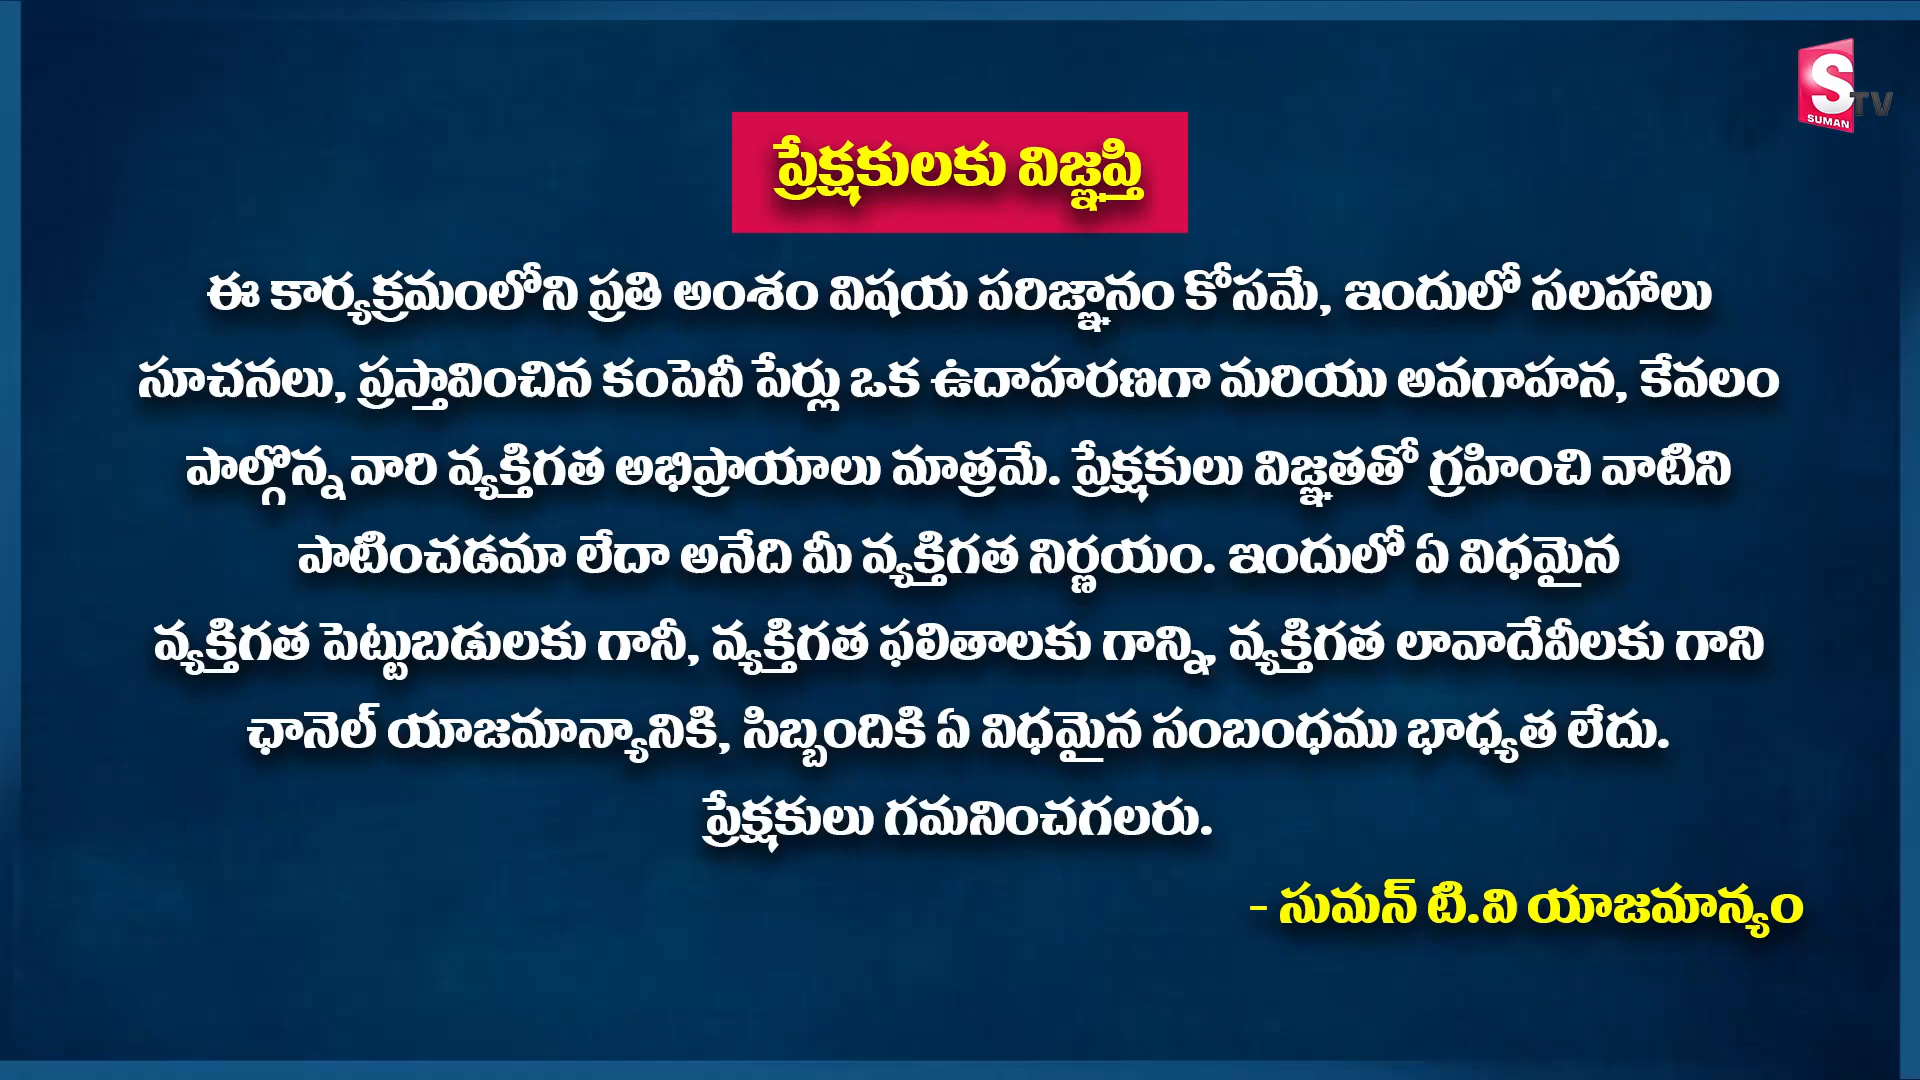 S
SUMAN TV
ప్రేక్షకులకు విజ్ఞప్తి
ఈ కార్యక్రమంలోని ప్రతి అంశం విషయ పరిజ్ఞానం కోసమే, ఇందులో సలహాలు
సూచనలు, ప్రస్తావించిన కంపెనీ పేర్లు ఒక ఉదాహరణగా మరియు అవగాహన, కేవలం
పాల్గొన్న వారి వ్యక్తిగత అభిప్రాయాలు మాత్రమే. ప్రేక్షకులు విజ్ఞతతో గ్రహించి వాటిని
పాటించడమా లేదా అనేది మీ వ్యక్తిగత నిర్ణయం. ఇందులో ఏ విధమైన
వ్యక్తిగత పెట్టుబడులకు గానీ, వ్యక్తిగత ఫలితాలకు గాన్ని, వ్యక్తిగత లావాదేవీలకు గాని
ఛానెల్ యాజమాన్యానికి, సిబ్బందికి ఏ విధమైన సంబంధము భాధ్యత లేదు.
ప్రేక్షకులు గమనించగలరు.
- సుమన్ టి.వి యాజమాన్యం